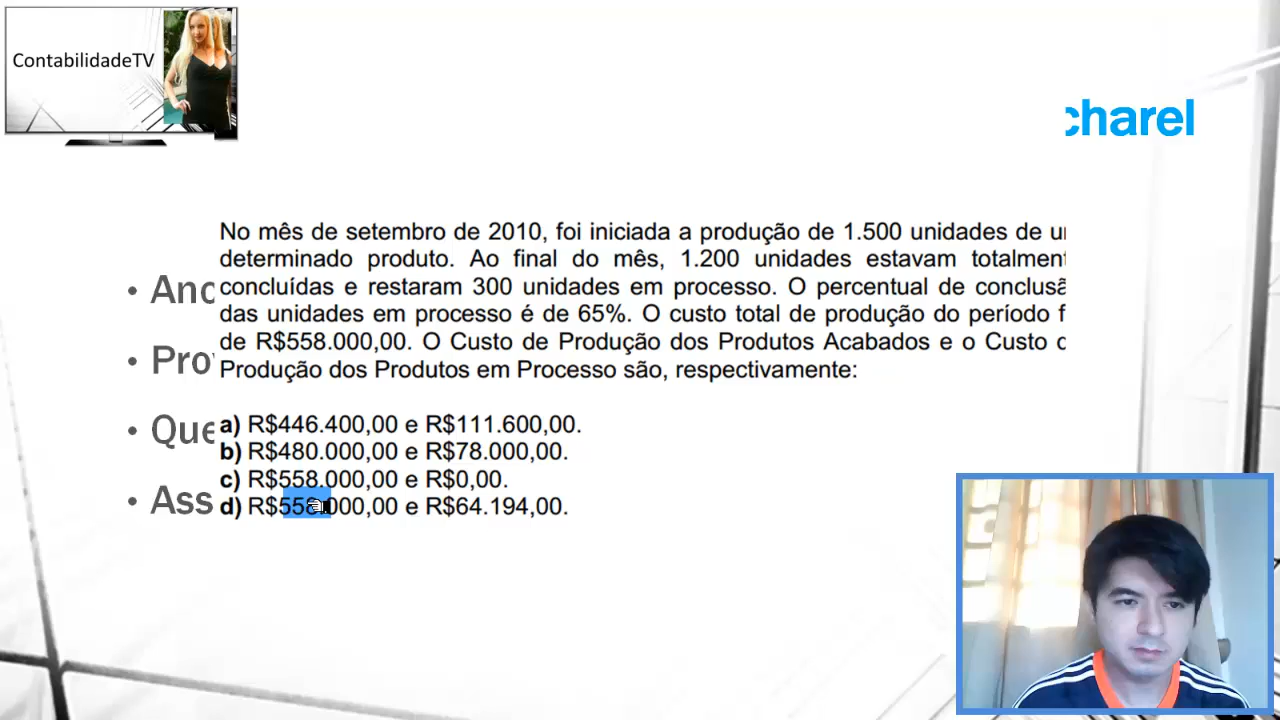 ContabilidadeTV
charel
No mês de setembro de 2010, foi iniciada a produção de 1.500 unidades de u
determinado produto. Ao final do mês, 1.200 unidades estavam totalment
concluídas e restaram 300 unidades em processo. O percentual de conclusã
das unidades em processo é de 65%. O custo total de produção do período f
de R$558.000,00. O Custo de Produção dos Produtos Acabados e o Custo d
Produção dos Produtos em Processo são, respectivamente:
• Anc
• Prov
• Que
• Ass
a) R$446.400,00 e R$111.600,00.
b) R$480.000,00 e R$78.000,00.
c) R$558.000,00 e R$0,00.
d) R$558.000,00 e R$64.194,00.